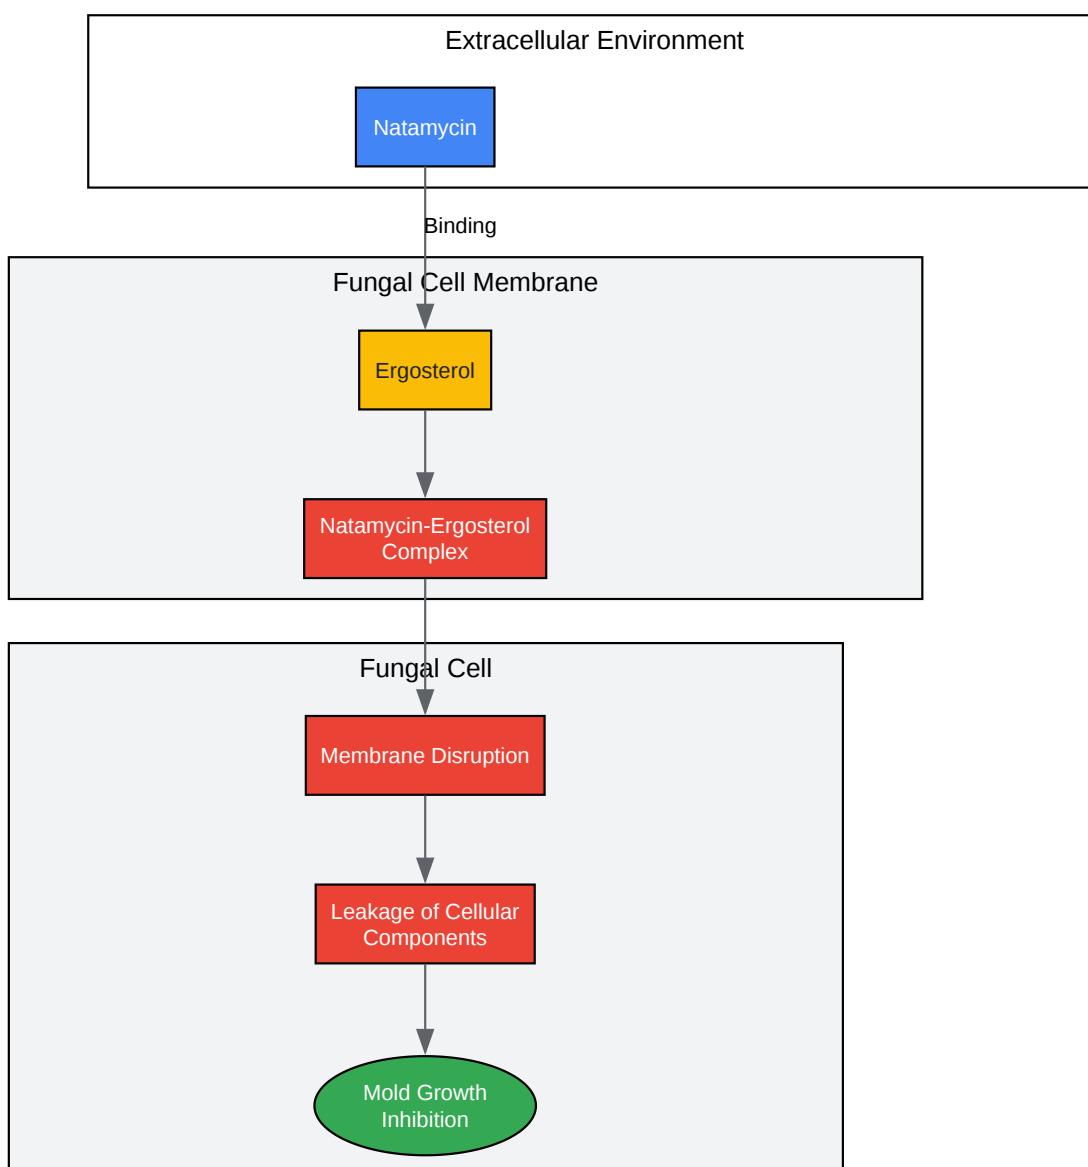 Extracellular Environment
Natamycin
Binding
Fungal Cell Membrane
Ergosterol
Natamycin-Ergosterol
Complex
Fungal Cell
Membrane Disruption
Leakage of Cellular
Components
Mold Growth
Inhibition